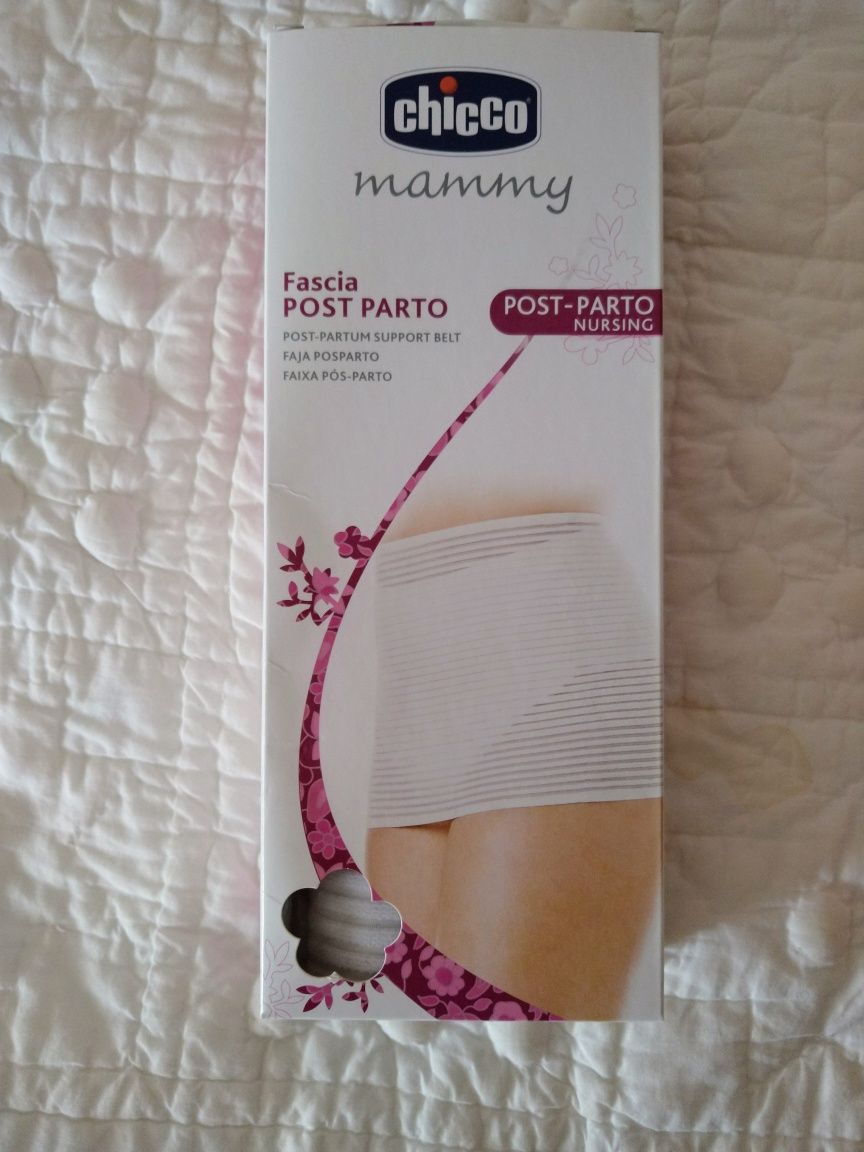 chicco
mammy
Fascia
POST PARTO
POST-PARTUM SUPPORT BELT
FAJA POSPARTO
FAIXA PÓS-PARTO
POST-PARTO
NURSING